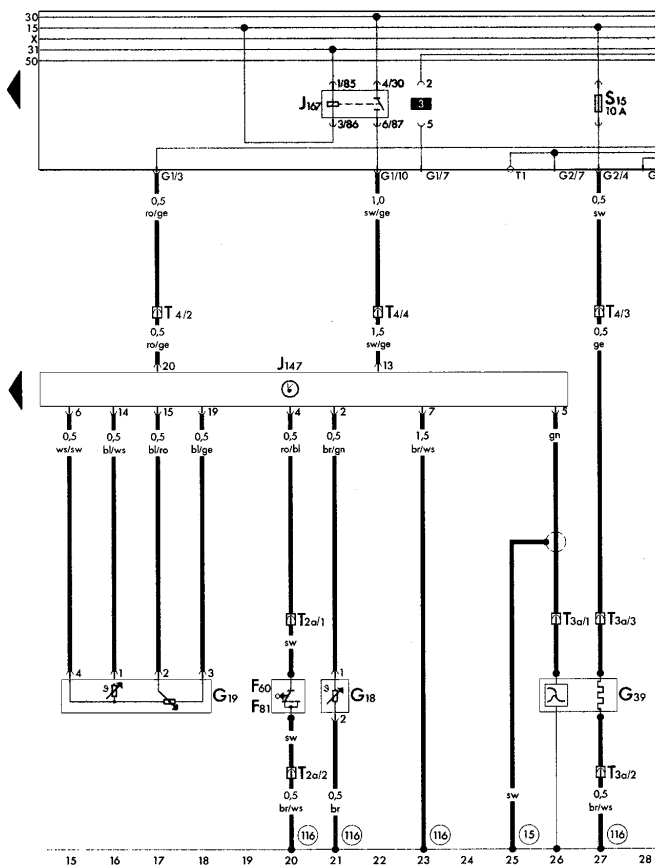 30
15
X
31
50
1/85
4/30
2
J167
3
S15
10 A
3/86
6/87
5
G1/3
G1/10
G1/7
T1
G2/7
G2/4
G
0,5
ro/ge
1,0
sw/ge
0,5
sw
T 4/2
T4/4
T4/3
0,5
ro/ge
1,5
sw/ge
0,5
ge
20
J147
13
6
14
15
19
4
2
7
5
0,5
ws/sw
0,5
bl/ws
0,5
bl/ro
0,5
bl/ge
0,5
ro/bl
0,5
br/gn
1,5
br/ws
gn
T2a/1
T3a/1
T3a/3
sw
4
1
2
3
1
G19
F60
F81
G18
G39
2
sw
T2a/2
T3a/2
0,5
br/ws
0,5
br
sw
0,5
br/ws
116
116
116
15
116
15 16 17 18 19 20 21 22 23 24 25 26 27 28